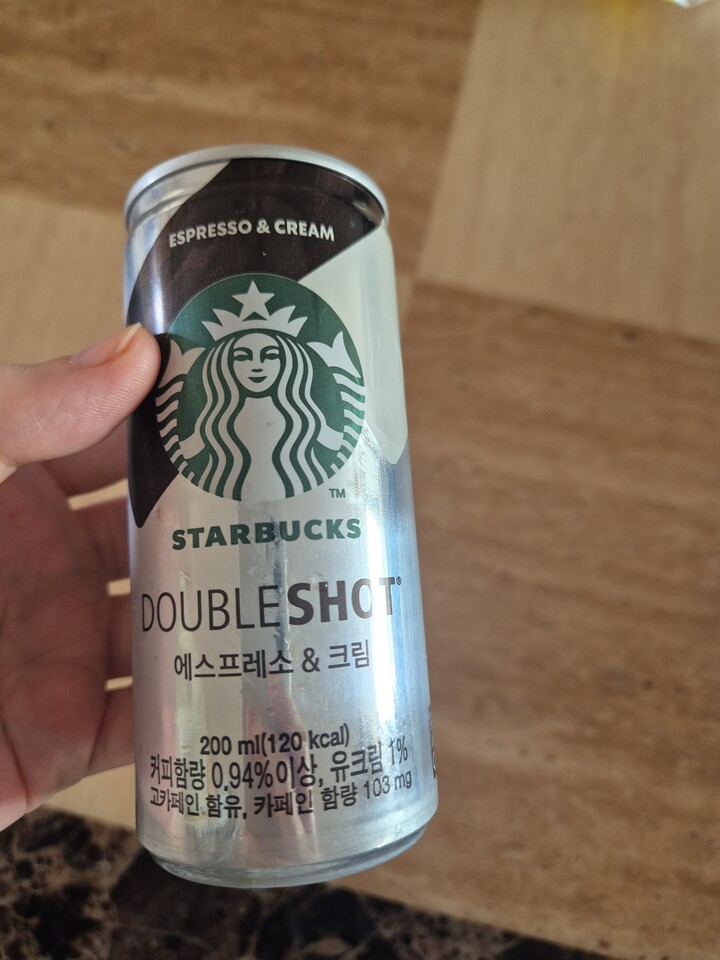 ESPRESSO & CREAM
TM
STARBUCKS
DOUBLESHOT®
에스프레소 & 크림
200 ml(120 kcal)
커피함량 0.94%이상, 유크림 1%
고카페인 함유, 카페인 함량 103 mg